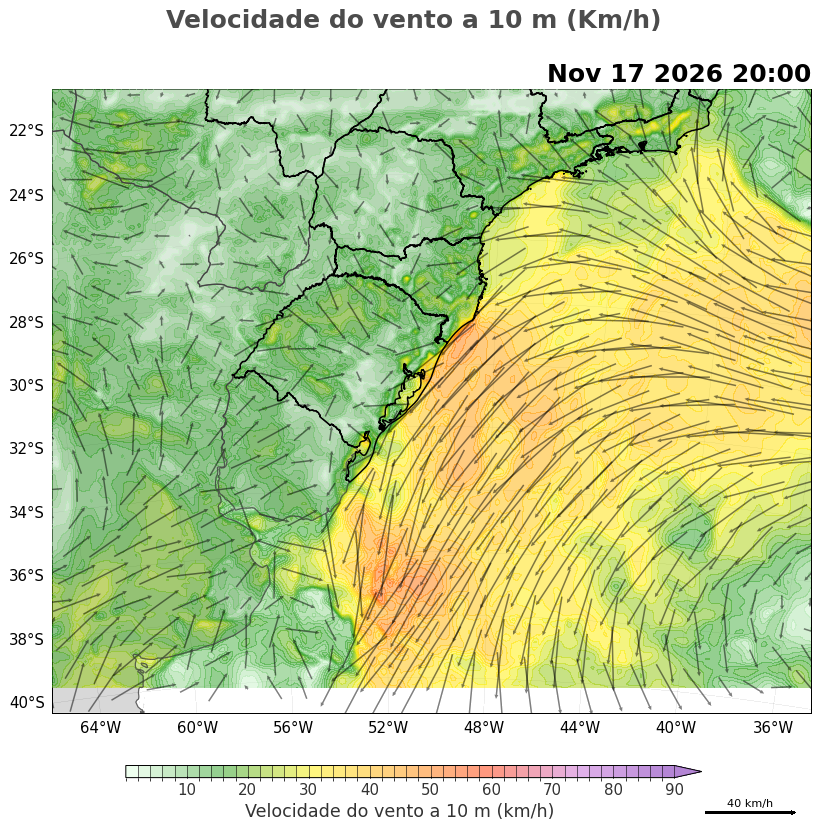 Velocidade do vento a 10 m (Km/h)
Nov 17 2026 20:00
22°S
24°S
26°S
28°S
30°S
32°S
34°S
36°S
38°S
40°S
64°W 60°W 56°W 52°W 48°W 44°W 40°W 36°W
10 20 30 40 50 60 70 80 90
Velocidade do vento a 10 m (km/h)
40 km/h